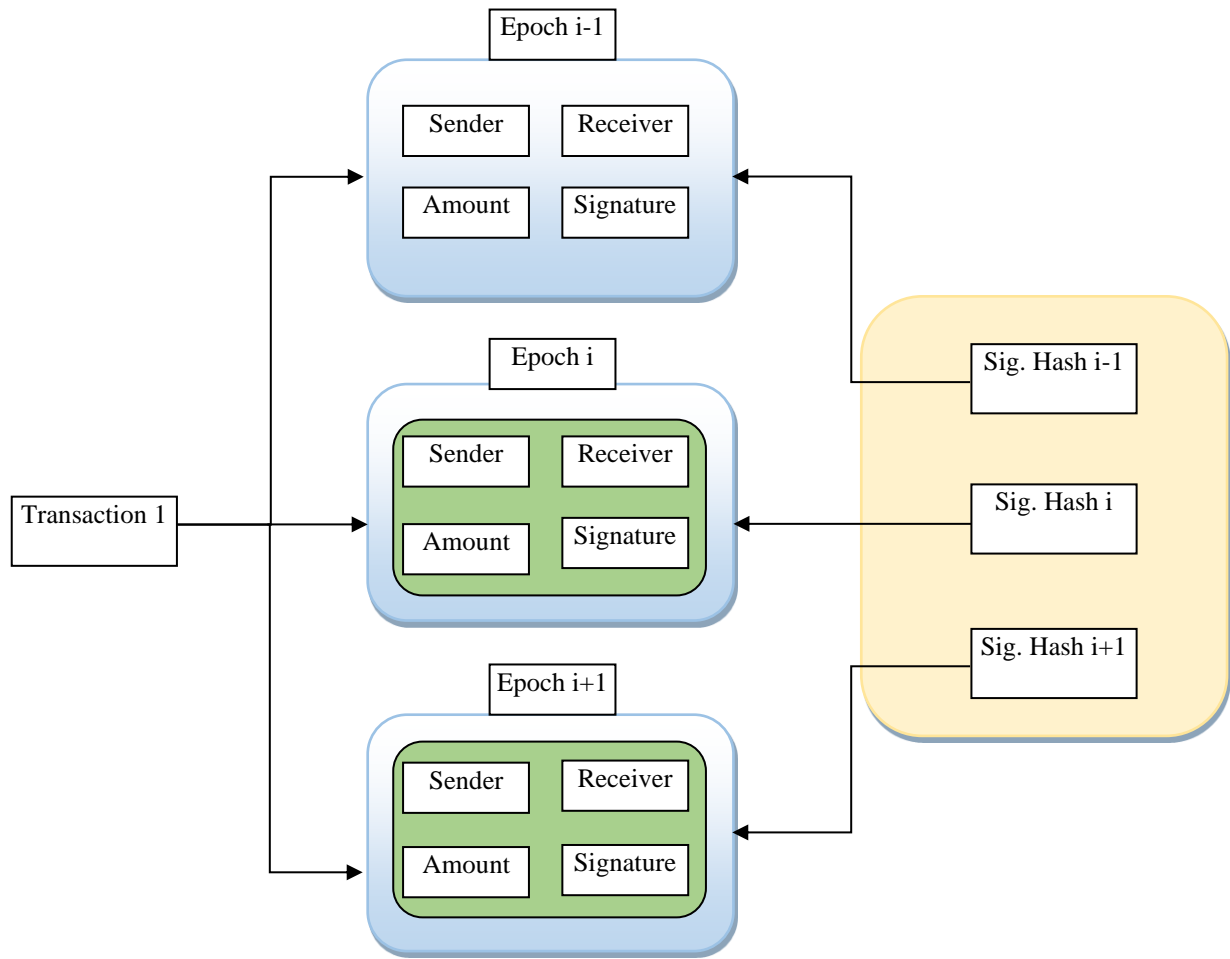 Epoch i-1
Sender
Receiver
Amount
Signature
Epoch i
Sig. Hash i-1
Sender
Receiver
Transaction 1
Sig. Hash i
Amount
Signature
Epoch i+1
Sig. Hash i+1
Sender
Receiver
Amount
Signature